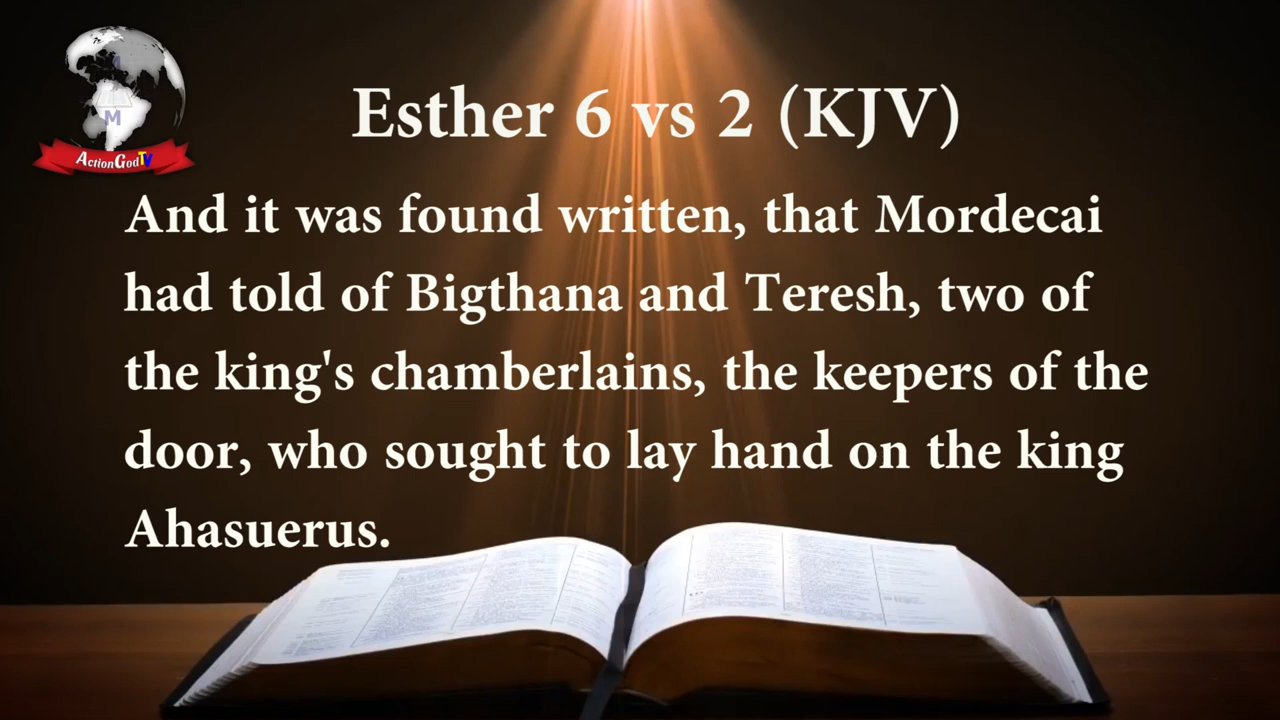 Esther 6 vs 2 (KJV)
M
ActionGodTV
And it was found written, that Mordecai
had told of Bigthana and Teresh, two of
the king's chamberlains, the keepers of the
door, who sought to lay hand on the king
Ahasuerus.